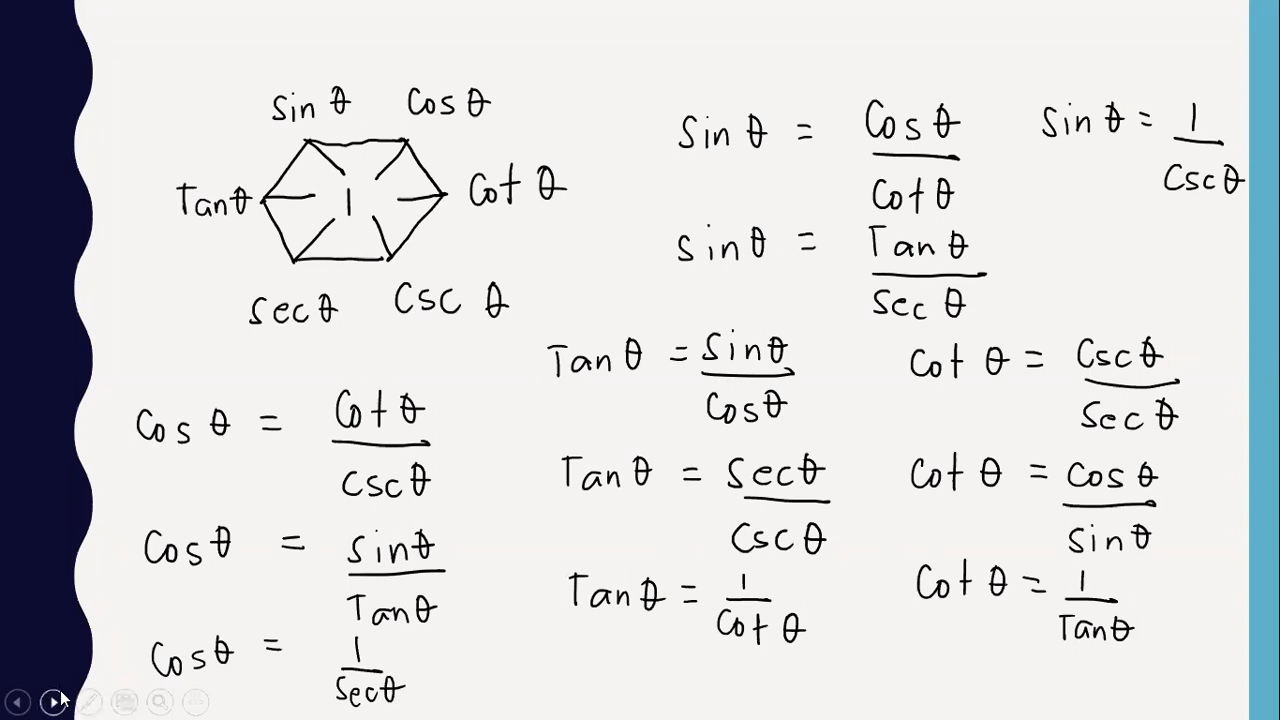 Sin θ Cos θ
Tan θ 1 Cot θ
Sec θ Csc θ
Sin θ = Cos θ / Cot θ
Sin θ = 1 / Csc θ
Sin θ = Tan θ / Sec θ
Cos θ = Cot θ / Csc θ
Cos θ = Sin θ / Tan θ
Cos θ = 1 / Sec θ
Tan θ = Sin θ / Cos θ
Tan θ = Sec θ / Csc θ
Tan θ = 1 / Cot θ
Cot θ = Csc θ / Sec θ
Cot θ = Cos θ / Sin θ
Cot θ = 1 / Tan θ